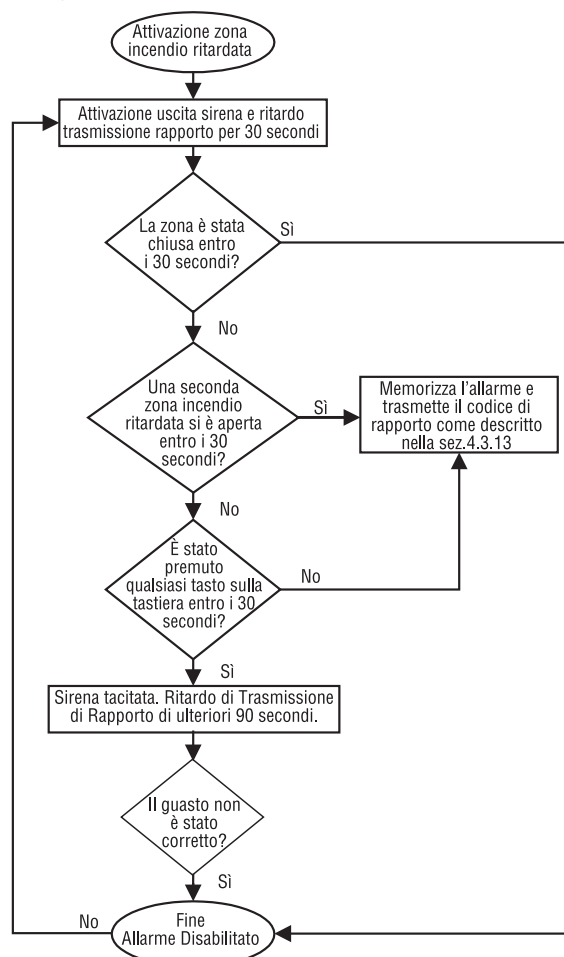 Attivazione zona
incendio ritardata
Attivazione uscita sirena e ritardo
trasmissione rapporto per 30 secondi
La zona è stata
chiusa entro
i 30 secondi?
Sì
No
Una seconda
zona incendio
ritardata si è aperta
entro i 30
secondi?
Sì
Memorizza l'allarme e
trasmette il codice di
rapporto come descritto
nella sez.4.3.13
No
È stato
premuto
qualsiasi tasto sulla
tastiera entro i 30
secondi?
No
Sì
Sirena tacitata. Ritardo di Trasmissione
di Rapporto di ulteriori 90 secondi.
Il guasto non
è stato
corretto?
Sì
No
Fine
Allarme Disabilitato